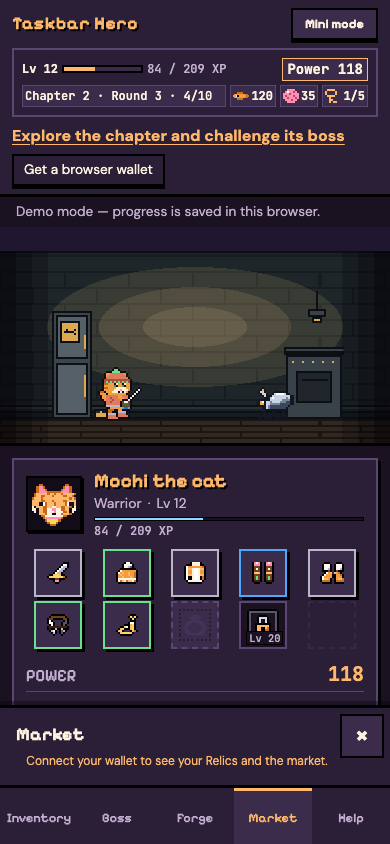 Taskbar Hero
Mini mode
Lv 12 84 / 209 XP Power 118
Chapter 2 · Round 3 · 4/10 120 35 1/5
Explore the chapter and challenge its boss
Get a browser wallet
Demo mode — progress is saved in this browser.
Mochi the cat
Warrior · Lv 12
84 / 209 XP
Lv 20
POWER 118
Market
Connect your wallet to see your Relics and the market.
Inventory Boss Forge Market Help